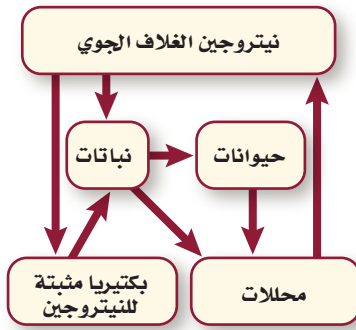 نيتروجين الغلاف الجوي
حيوانات
نباتات
محللات
بكتيريا مثبتة
للنيتروجين